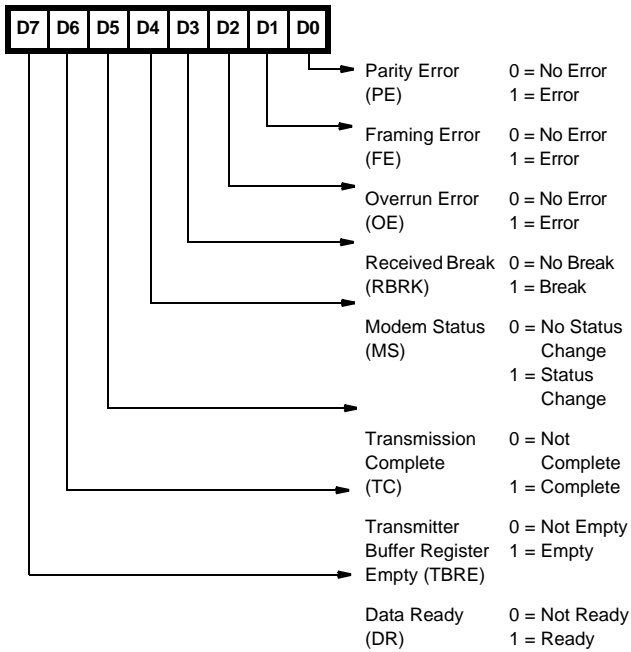 D7 D6 D5 D4 D3 D2 D1 D0
Parity Error 0 = No Error
(PE) 1 = Error
Framing Error 0 = No Error
(FE) 1 = Error
Overrun Error 0 = No Error
(OE) 1 = Error
Received Break 0 = No Break
(RBRK) 1 = Break
Modem Status 0 = No Status
(MS) Change
1 = Status
Change
Transmission 0 = Not
Complete Complete
(TC) 1 = Complete
Transmitter 0 = Not Empty
Buffer Register 1 = Empty
Empty (TBRE)
Data Ready 0 = Not Ready
(DR) 1 = Ready